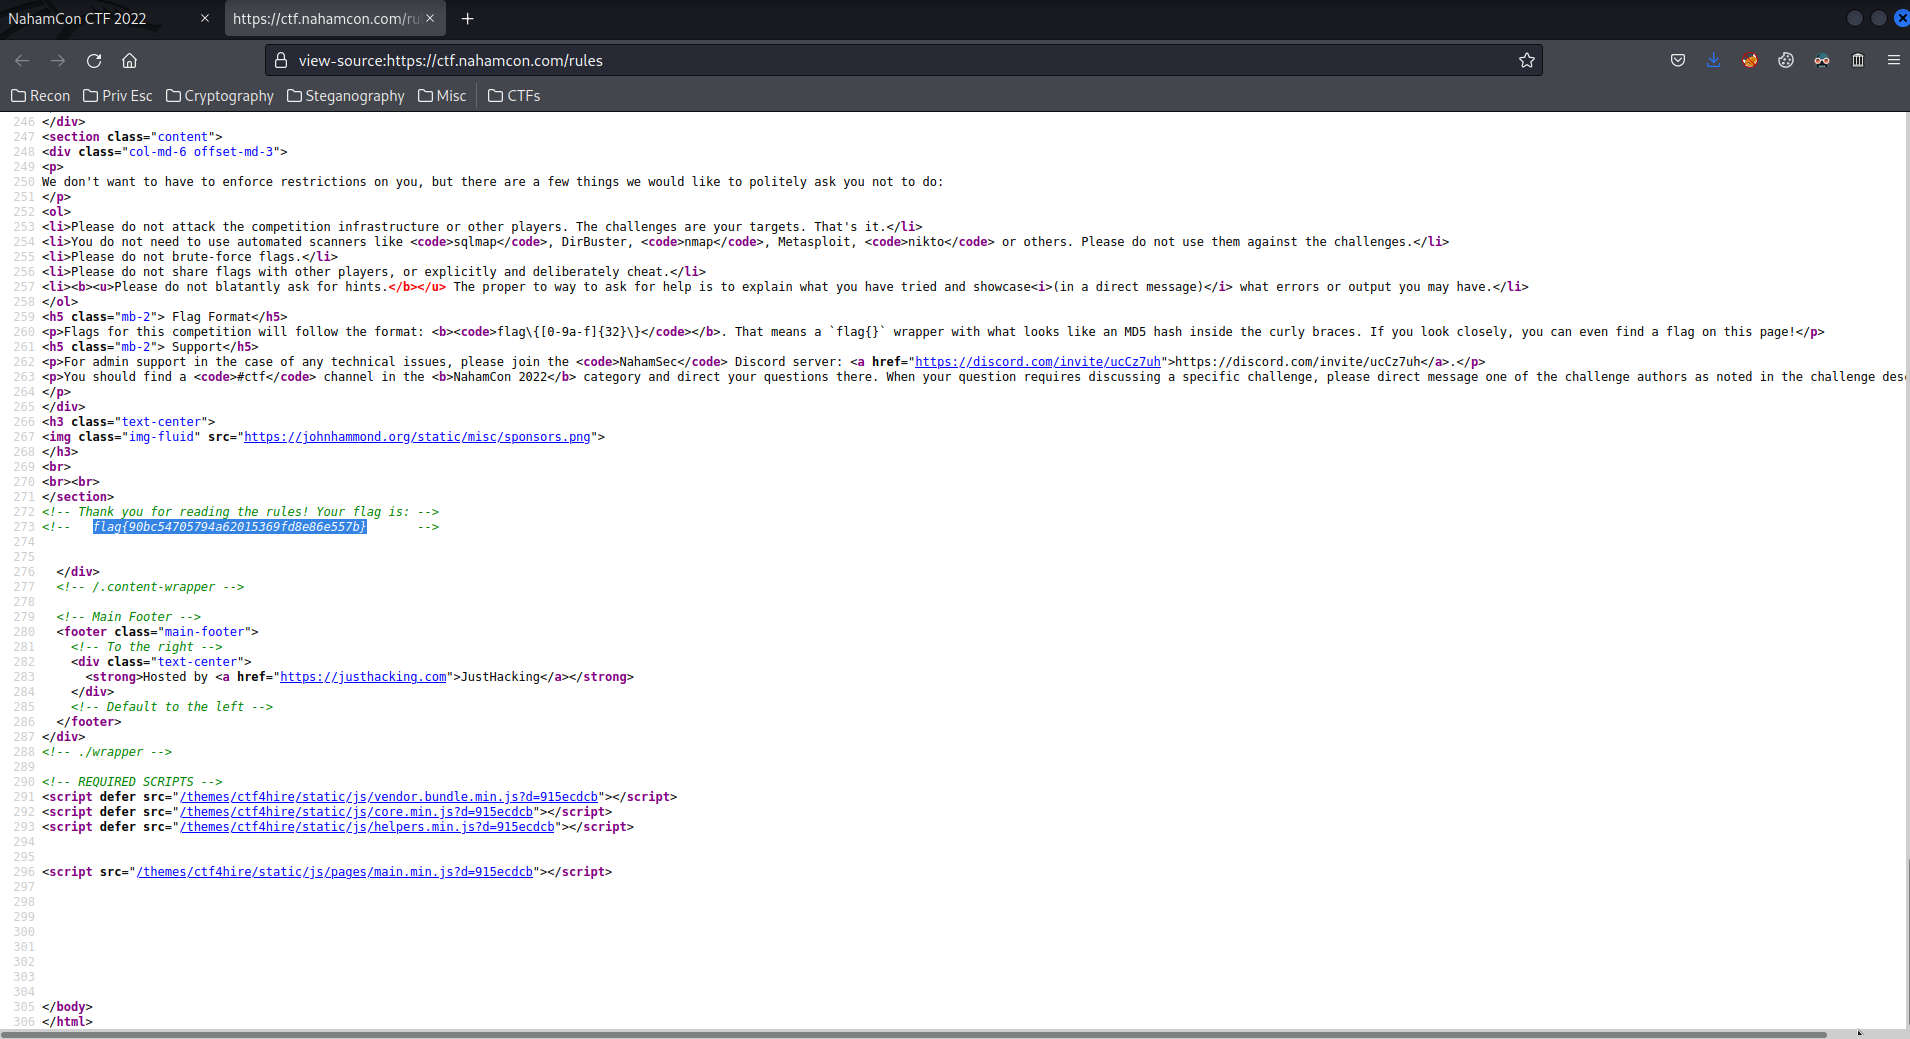 NahamCon CTF 2022
https://ctf.nahamcon.com/ru
view-source:https://ctf.nahamcon.com/rules
Recon Priv Esc Cryptography Steganography Misc CTFs
246 </div>
247 <section class="content">
248 <div class="col-md-6 offset-md-3">
249 <p>
250 We don't want to have to enforce restrictions on you, but there are a few things we would like to politely ask you not to do:
251 </p>
252 <ol>
253 <li>Please do not attack the competition infrastructure or other players. The challenges are your targets. That's it.</li>
254 <li>You do not need to use automated scanners like <code>sqlmap</code>, DirBuster, <code>nmap</code>, Metasploit, <code>nikto</code> or others. Please do not use them against the challenges.</li>
255 <li>Please do not brute-force flags.</li>
256 <li>Please do not share flags with other players, or explicitly and deliberately cheat.</li>
257 <li><b><u>Please do not blatantly ask for hints.</b></u> The proper to way to ask for help is to explain what you have tried and showcase<i>(in a direct message)</i> what errors or output you may have.</li>
258 </ol>
259 <h5 class="mb-2"> Flag Format</h5>
260 <p>Flags for this competition will follow the format: <b><code>flag\{[0-9a-f]{32}\}</code></b>. That means a `flag{}` wrapper with what looks like an MD5 hash inside the curly braces. If you look closely, you can even find a flag on this page!</p>
261 <h5 class="mb-2"> Support</h5>
262 <p>For admin support in the case of any technical issues, please join the <code>NahamSec</code> Discord server: <a href="https://discord.com/invite/ucCz7uh">https://discord.com/invite/ucCz7uh</a>.</p>
263 <p>You should find a <code>#ctf</code> channel in the <b>NahamCon 2022</b> category and direct your questions there. When your question requires discussing a specific challenge, please direct message one of the challenge authors as noted in the challenge des
264 </p>
265 </div>
266 <h3 class="text-center">
267 <img class="img-fluid" src="https://johnhammond.org/static/misc/sponsors.png">
268 </h3>
269 <br>
270 <br><br>
271 </section>
272 <!-- Thank you for reading the rules! Your flag is: -->
273 <!-- flag{90bc54705794a62015369fd8e86e557b} -->
274
275
276 </div>
277 <!-- /.content-wrapper -->
278
279 <!-- Main Footer -->
280 <footer class="main-footer">
281 <!-- To the right -->
282 <div class="text-center">
283 <strong>Hosted by <a href="https://justhacking.com">JustHacking</a></strong>
284 </div>
285 <!-- Default to the left -->
286 </footer>
287 </div>
288 <!-- ./wrapper -->
289
290 <!-- REQUIRED SCRIPTS -->
291 <script defer src="/themes/ctf4hire/static/js/vendor.bundle.min.js?d=915ecdcb"></script>
292 <script defer src="/themes/ctf4hire/static/js/core.min.js?d=915ecdcb"></script>
293 <script defer src="/themes/ctf4hire/static/js/helpers.min.js?d=915ecdcb"></script>
294
295
296 <script src="/themes/ctf4hire/static/js/pages/main.min.js?d=915ecdcb"></script>
297
298
299
300
301
302
303
304
305 </body>
306 </html>